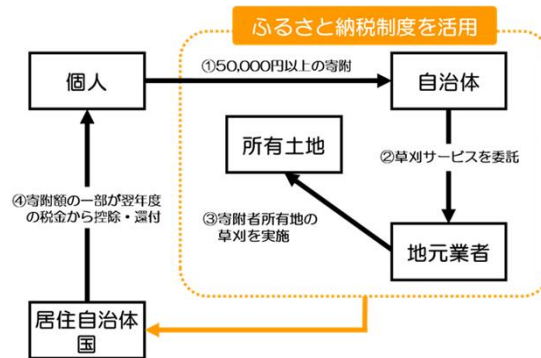 ふるさと納税制度を活用
個人
①50,000円以上の寄附
自治体
所有土地
②草刈サービスを委託
④寄附額の一部が翌年度
の税金から控除・還付
③寄附者所有地の
草刈を実施
地元業者
居住自治体
国